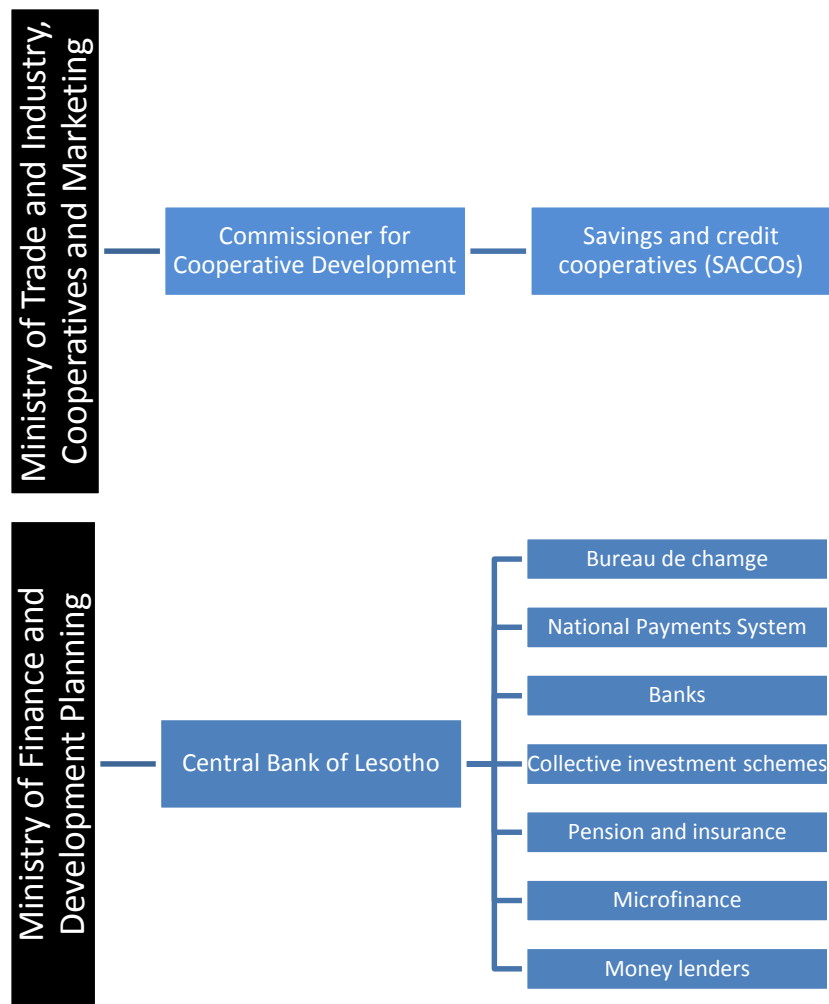 Ministry of Trade and Industry,
Cooperatives and Marketing
Commissioner for
Cooperative Development
Savings and credit
cooperatives (SACCOs)
Ministry of Finance and
Development Planning
Central Bank of Lesotho
Bureau de chamge
National Payments System
Banks
Collective investment schemes
Pension and insurance
Microfinance
Money lenders